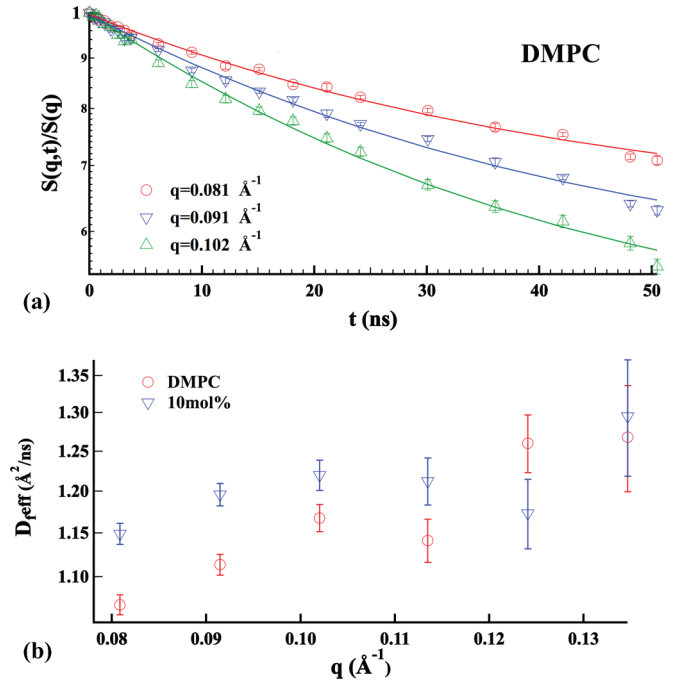 1
DMPC
9
8
7
6
S(q,t)/S(q)
q=0.081 Å⁻¹
q=0.091 Å⁻¹
q=0.102 Å⁻¹
0 10 20 30 40 50
(a)
t (ns)
1.35
1.30
1.25
1.20
1.15
1.10
DMPC
10mol%
D_f eff (Å²/ns)
0.08 0.09 0.10 0.11 0.12 0.13
(b)
q (Å⁻¹)